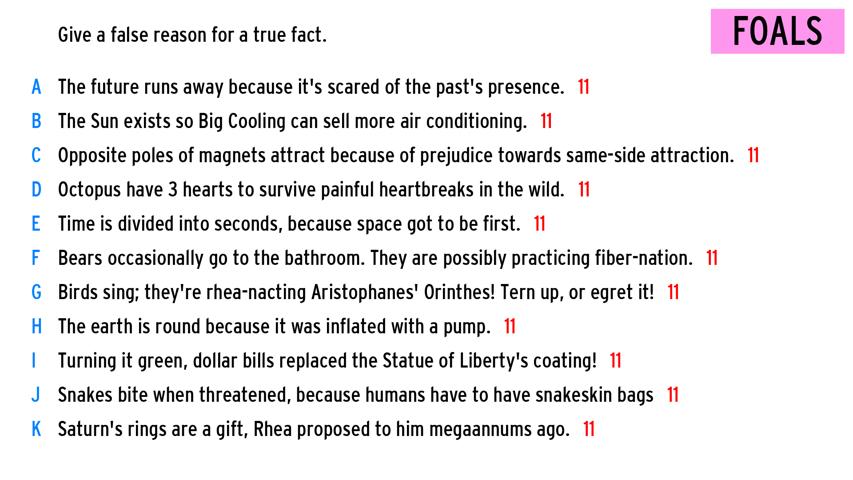 Give a false reason for a true fact.
FOALS
A The future runs away because it's scared of the past's presence. 11
B The Sun exists so Big Cooling can sell more air conditioning. 11
C Opposite poles of magnets attract because of prejudice towards same-side attraction. 11
D Octopus have 3 hearts to survive painful heartbreaks in the wild. 11
E Time is divided into seconds, because space got to be first. 11
F Bears occasionally go to the bathroom. They are possibly practicing fiber-nation. 11
G Birds sing; they're rhea-nacting Aristophanes' Orinthes! Tern up, or egret it! 11
H The earth is round because it was inflated with a pump. 11
I Turning it green, dollar bills replaced the Statue of Liberty's coating! 11
J Snakes bite when threatened, because humans have to have snakeskin bags 11
K Saturn's rings are a gift, Rhea proposed to him megaannums ago. 11